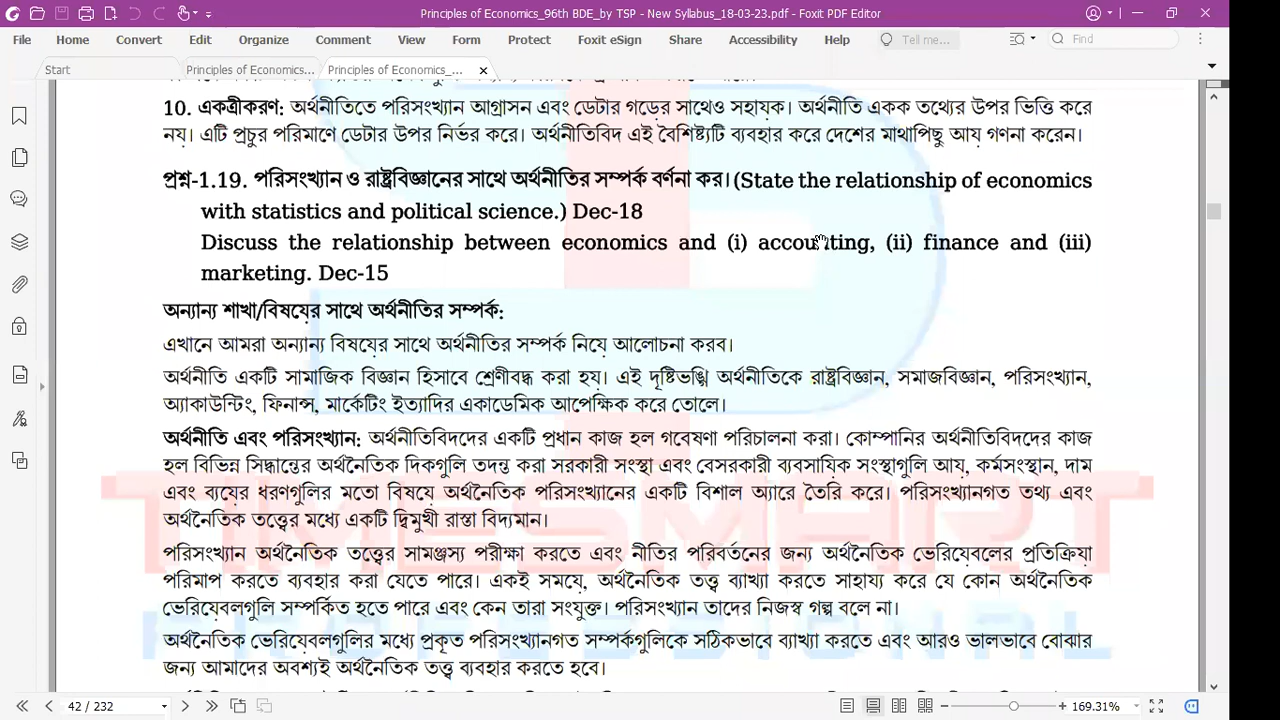 Principles of Economics_96th BDE_by TSP - New Syllabus_18-03-23.pdf - Foxit PDF Editor
File Home Convert Edit Organize Comment View Form Protect Foxit eSign Share Accessibility Help Tell me... Find
Start Principles of Economics... Principles of Economics_...
10. একত্রীকরণ: অর্থনীতিতে পরিসংখ্যান আগ্রাসন এবং ডেটার গড়ের সাথেও সহায়ক। অর্থনীতি একক তথ্যের উপর ভিত্তি করে
নয়। এটি প্রচুর পরিমাণে ডেটার উপর নির্ভর করে। অর্থনীতিবিদ এই বৈশিষ্ট্যটি ব্যবহার করে দেশের মাথাপিছু আয় গণনা করেন।
প্রশ্ন-1.19. পরিসংখ্যান ও রাষ্ট্রবিজ্ঞানের সাথে অর্থনীতির সম্পর্ক বর্ণনা কর। (State the relationship of economics
with statistics and political science.) Dec-18
Discuss the relationship between economics and (i) accounting, (ii) finance and (iii)
marketing. Dec-15
অন্যান্য শাখা/বিষয়ের সাথে অর্থনীতির সম্পর্ক:
এখানে আমরা অন্যান্য বিষয়ের সাথে অর্থনীতির সম্পর্ক নিয়ে আলোচনা করব।
অর্থনীতি একটি সামাজিক বিজ্ঞান হিসাবে শ্রেণীবদ্ধ করা হয়। এই দৃষ্টিভঙ্গি অর্থনীতিকে রাষ্ট্রবিজ্ঞান, সমাজবিজ্ঞান, পরিসংখ্যান,
অ্যাকাউন্টিং, ফিনান্স, মার্কেটিং ইত্যাদির একাডেমিক আপেক্ষিক করে তোলে।
অর্থনীতি এবং পরিসংখ্যান: অর্থনীতিবিদদের একটি প্রধান কাজ হল গবেষণা পরিচালনা করা। কোম্পানির অর্থনীতিবিদদের কাজ
হল বিভিন্ন সিদ্ধান্তের অর্থনৈতিক দিকগুলি তদন্ত করা সরকারী সংস্থা এবং বেসরকারী ব্যবসায়িক সংস্থাগুলি আয়, কর্মসংস্থান, দাম
এবং ব্যয়ের ধরণগুলির মতো বিষয়ে অর্থনৈতিক পরিসংখ্যানের একটি বিশাল অ্যারে তৈরি করে। পরিসংখ্যানগত তথ্য এবং
অর্থনৈতিক তত্ত্বের মধ্যে একটি দ্বিমুখী রাস্তা বিদ্যমান।
পরিসংখ্যান অর্থনৈতিক তত্ত্বের সামঞ্জস্য পরীক্ষা করতে এবং নীতির পরিবর্তনের জন্য অর্থনৈতিক ভেরিয়েবলের প্রতিক্রিয়া
পরিমাপ করতে ব্যবহার করা যেতে পারে। একই সময়ে, অর্থনৈতিক তত্ত্ব ব্যাখ্যা করতে সাহায্য করে যে কোন অর্থনৈতিক
ভেরিয়েবলগুলি সম্পর্কিত হতে পারে এবং কেন তারা সংযুক্ত। পরিসংখ্যান তাদের নিজস্ব গল্প বলে না।
অর্থনৈতিক ভেরিয়েবলগুলির মধ্যে প্রকৃত পরিসংখ্যানগত সম্পর্কগুলিকে সঠিকভাবে ব্যাখ্যা করতে এবং আরও ভালভাবে বোঝার
জন্য আমাদের অবশ্যই অর্থনৈতিক তত্ত্ব ব্যবহার করতে হবে।
TIMESMART
PROFESSIONAL
42 / 232 169.31%